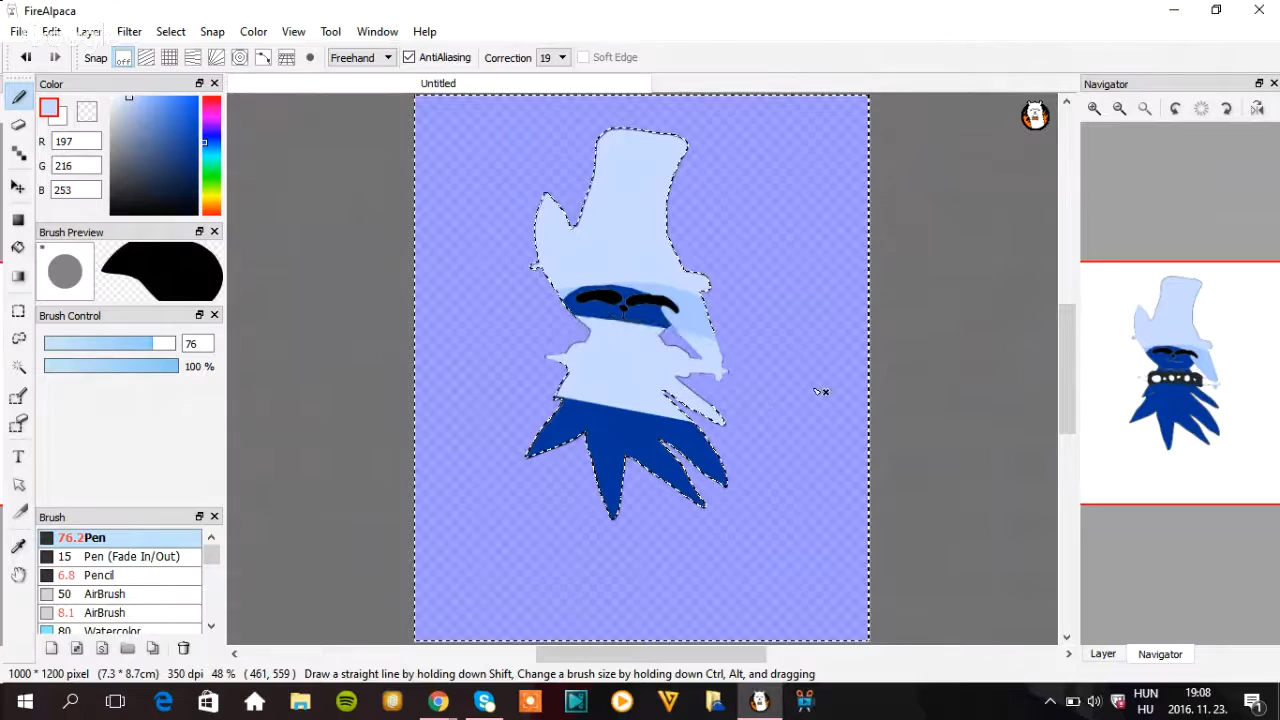 FireAlpaca
File Edit Layer Filter Select Snap Color View Tool Window Help
Snap off Freehand AntiAliasing Correction 19 Soft Edge
Color
Untitled
Navigator
R 197
G 216
B 253
Brush Preview
Brush Control
76
100 %
Brush
76.2 Pen
15 Pen (Fade In/Out)
6.8 Pencil
50 AirBrush
8.1 AirBrush
80 Watercolor
Layer Navigator
1000 * 1200 pixel (7.3 * 8.7cm) 350 dpi 48 % ( 461, 559 ) Draw a straight line by holding down Shift, Change a brush size by holding down Ctrl, Alt, and dragging
HUN 19:08
HU 2016. 11. 23.